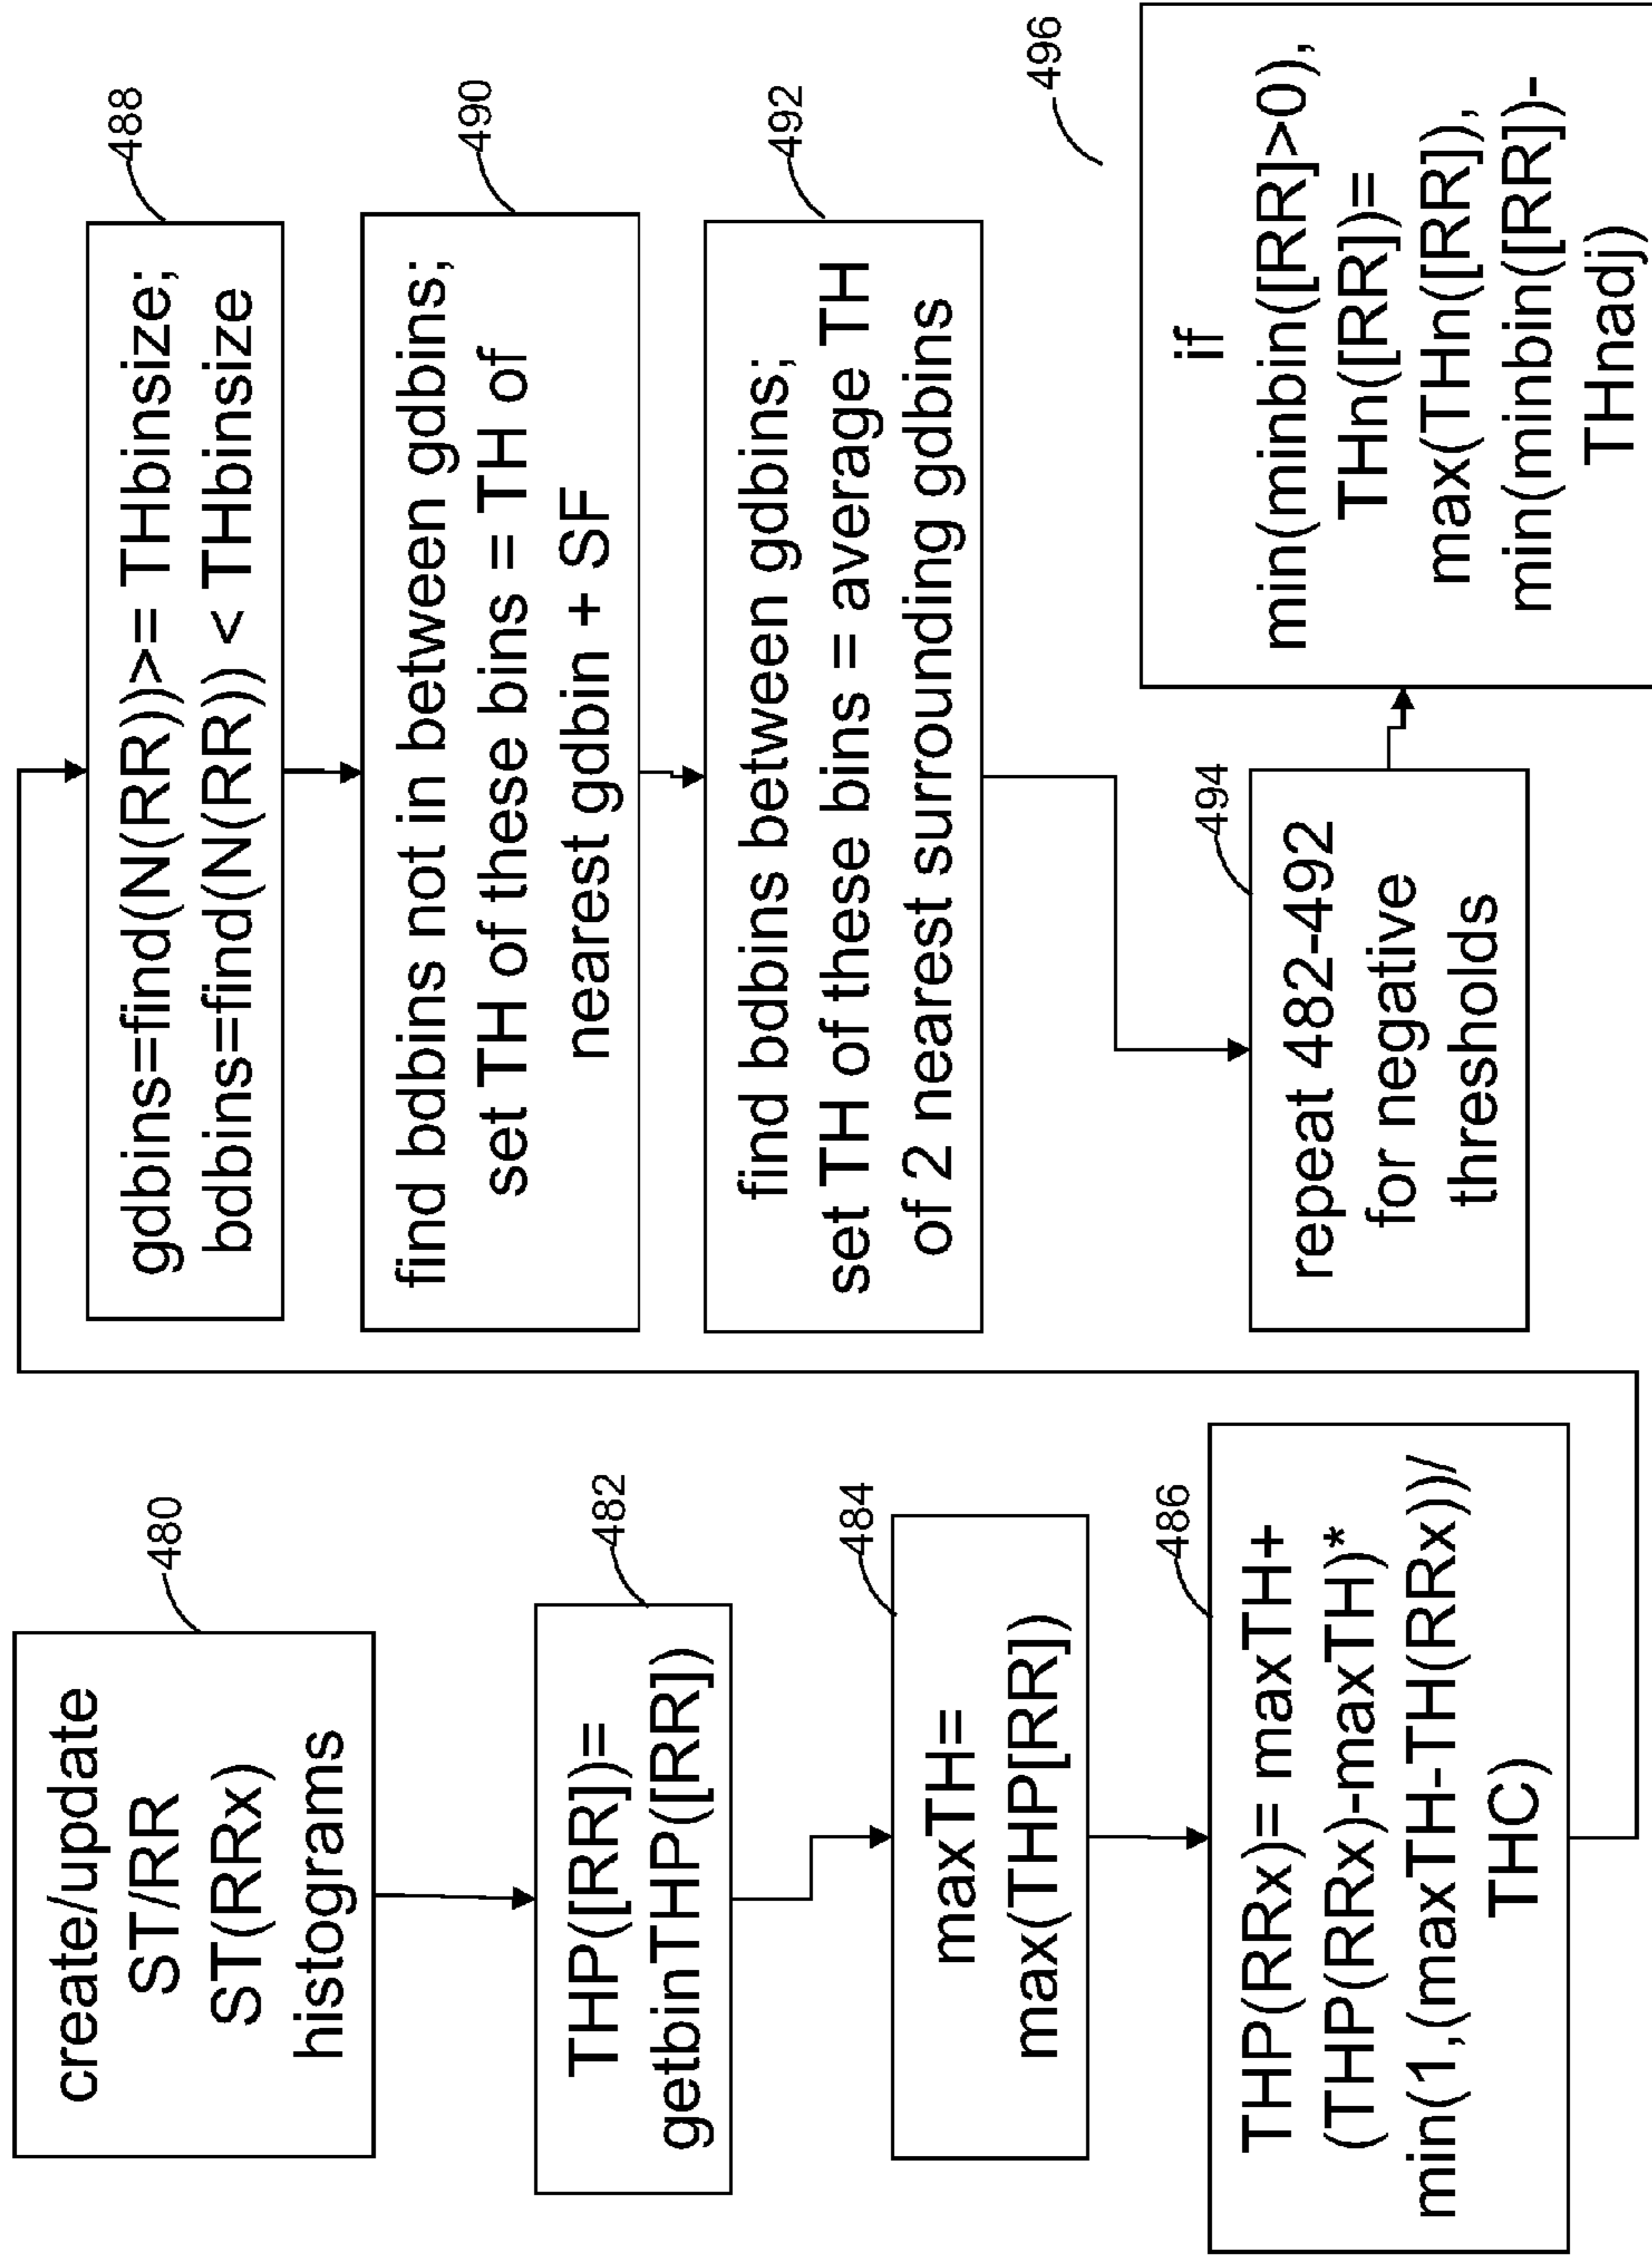 480
create/update
ST/RR
ST(RRx)
histograms
482
THP([RR])=
getbinTHP([RR])
484
maxTH=
max(THP[RR])
486
THP(RRx)= maxTH+
(THP(RRx)-maxTH)*
min(1,(maxTH-TH(RRx))/
THC)
488
gdbins=find(N(RR))>= THbinsize;
bdbins=find(N(RR)) < THbinsize
490
find bdbins not in between gdbins;
set TH of these bins = TH of
nearest gdbin + SF
492
find bdbins between gdbins;
set TH of these bins = average TH
of 2 nearest surrounding gdbins
494
repeat 482-492
for negative
thresholds
496
if
min(minbin([RR]>0),
THn([RR])=
max(THn([RR]),
min(minbin([RR])-
THnadj)